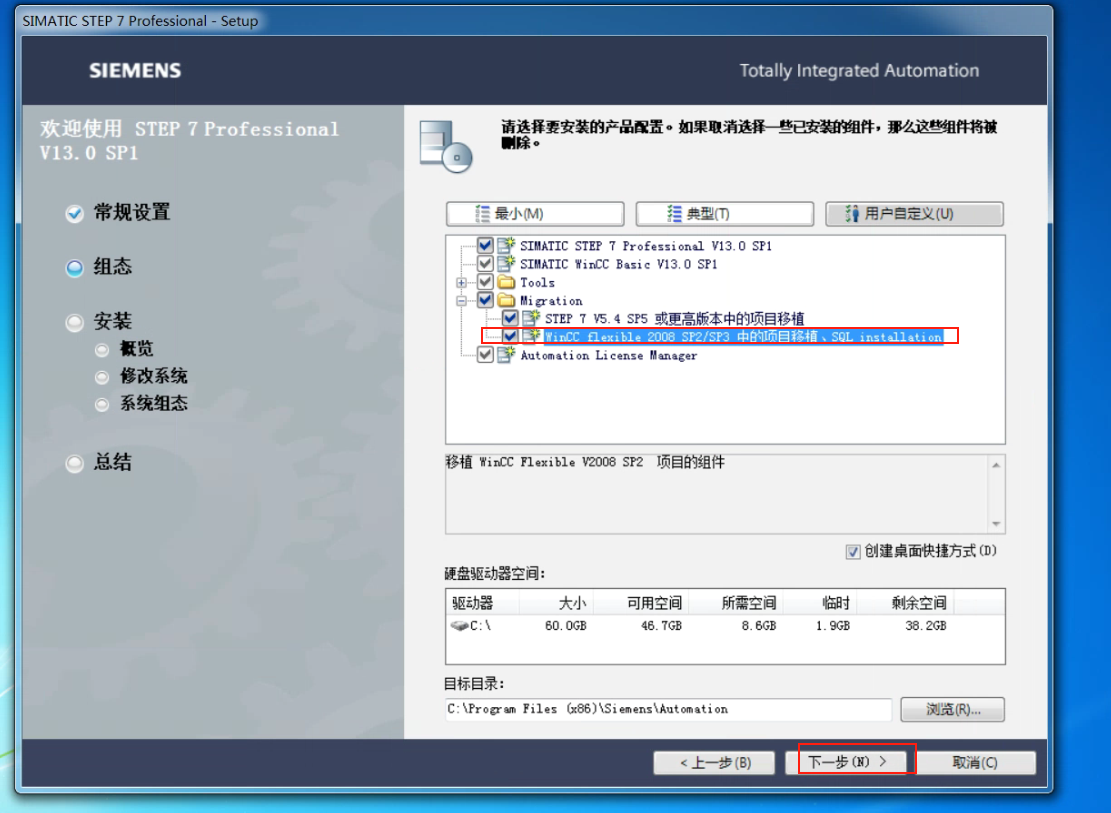 SIMATIC STEP 7 Professional - Setup
SIEMENS
Totally Integrated Automation
欢迎使用 STEP 7 Professional
V13.0 SP1
常规设置
组态
安装
概览
修改系统
系统组态
总结
请选择要安装的产品配置。如果取消选择一些已安装的组件，那么这些组件将被
删除。
最小(M)
典型(T)
用户自定义(U)
SIMATIC STEP 7 Professional V13.0 SP1
SIMATIC WinCC Basic V13.0 SP1
Tools
Migration
STEP 7 V5.4 SP5 或更高版本中的项目移植
WinCC flexible 2008 SP2/SP3 中的项目移植、SQL installation
Automation License Manager
移植 WinCC Flexible V2008 SP2 项目的组件
创建桌面快捷方式(D)
硬盘驱动器空间:
驱动器 大小 可用空间 所需空间 临时 剩余空间
C:\ 60.0GB 46.7GB 8.6GB 1.9GB 38.2GB
目标目录:
C:\Program Files (x86)\Siemens\Automation
浏览(R)...
< 上一步(B)
下一步(N) >
取消(C)